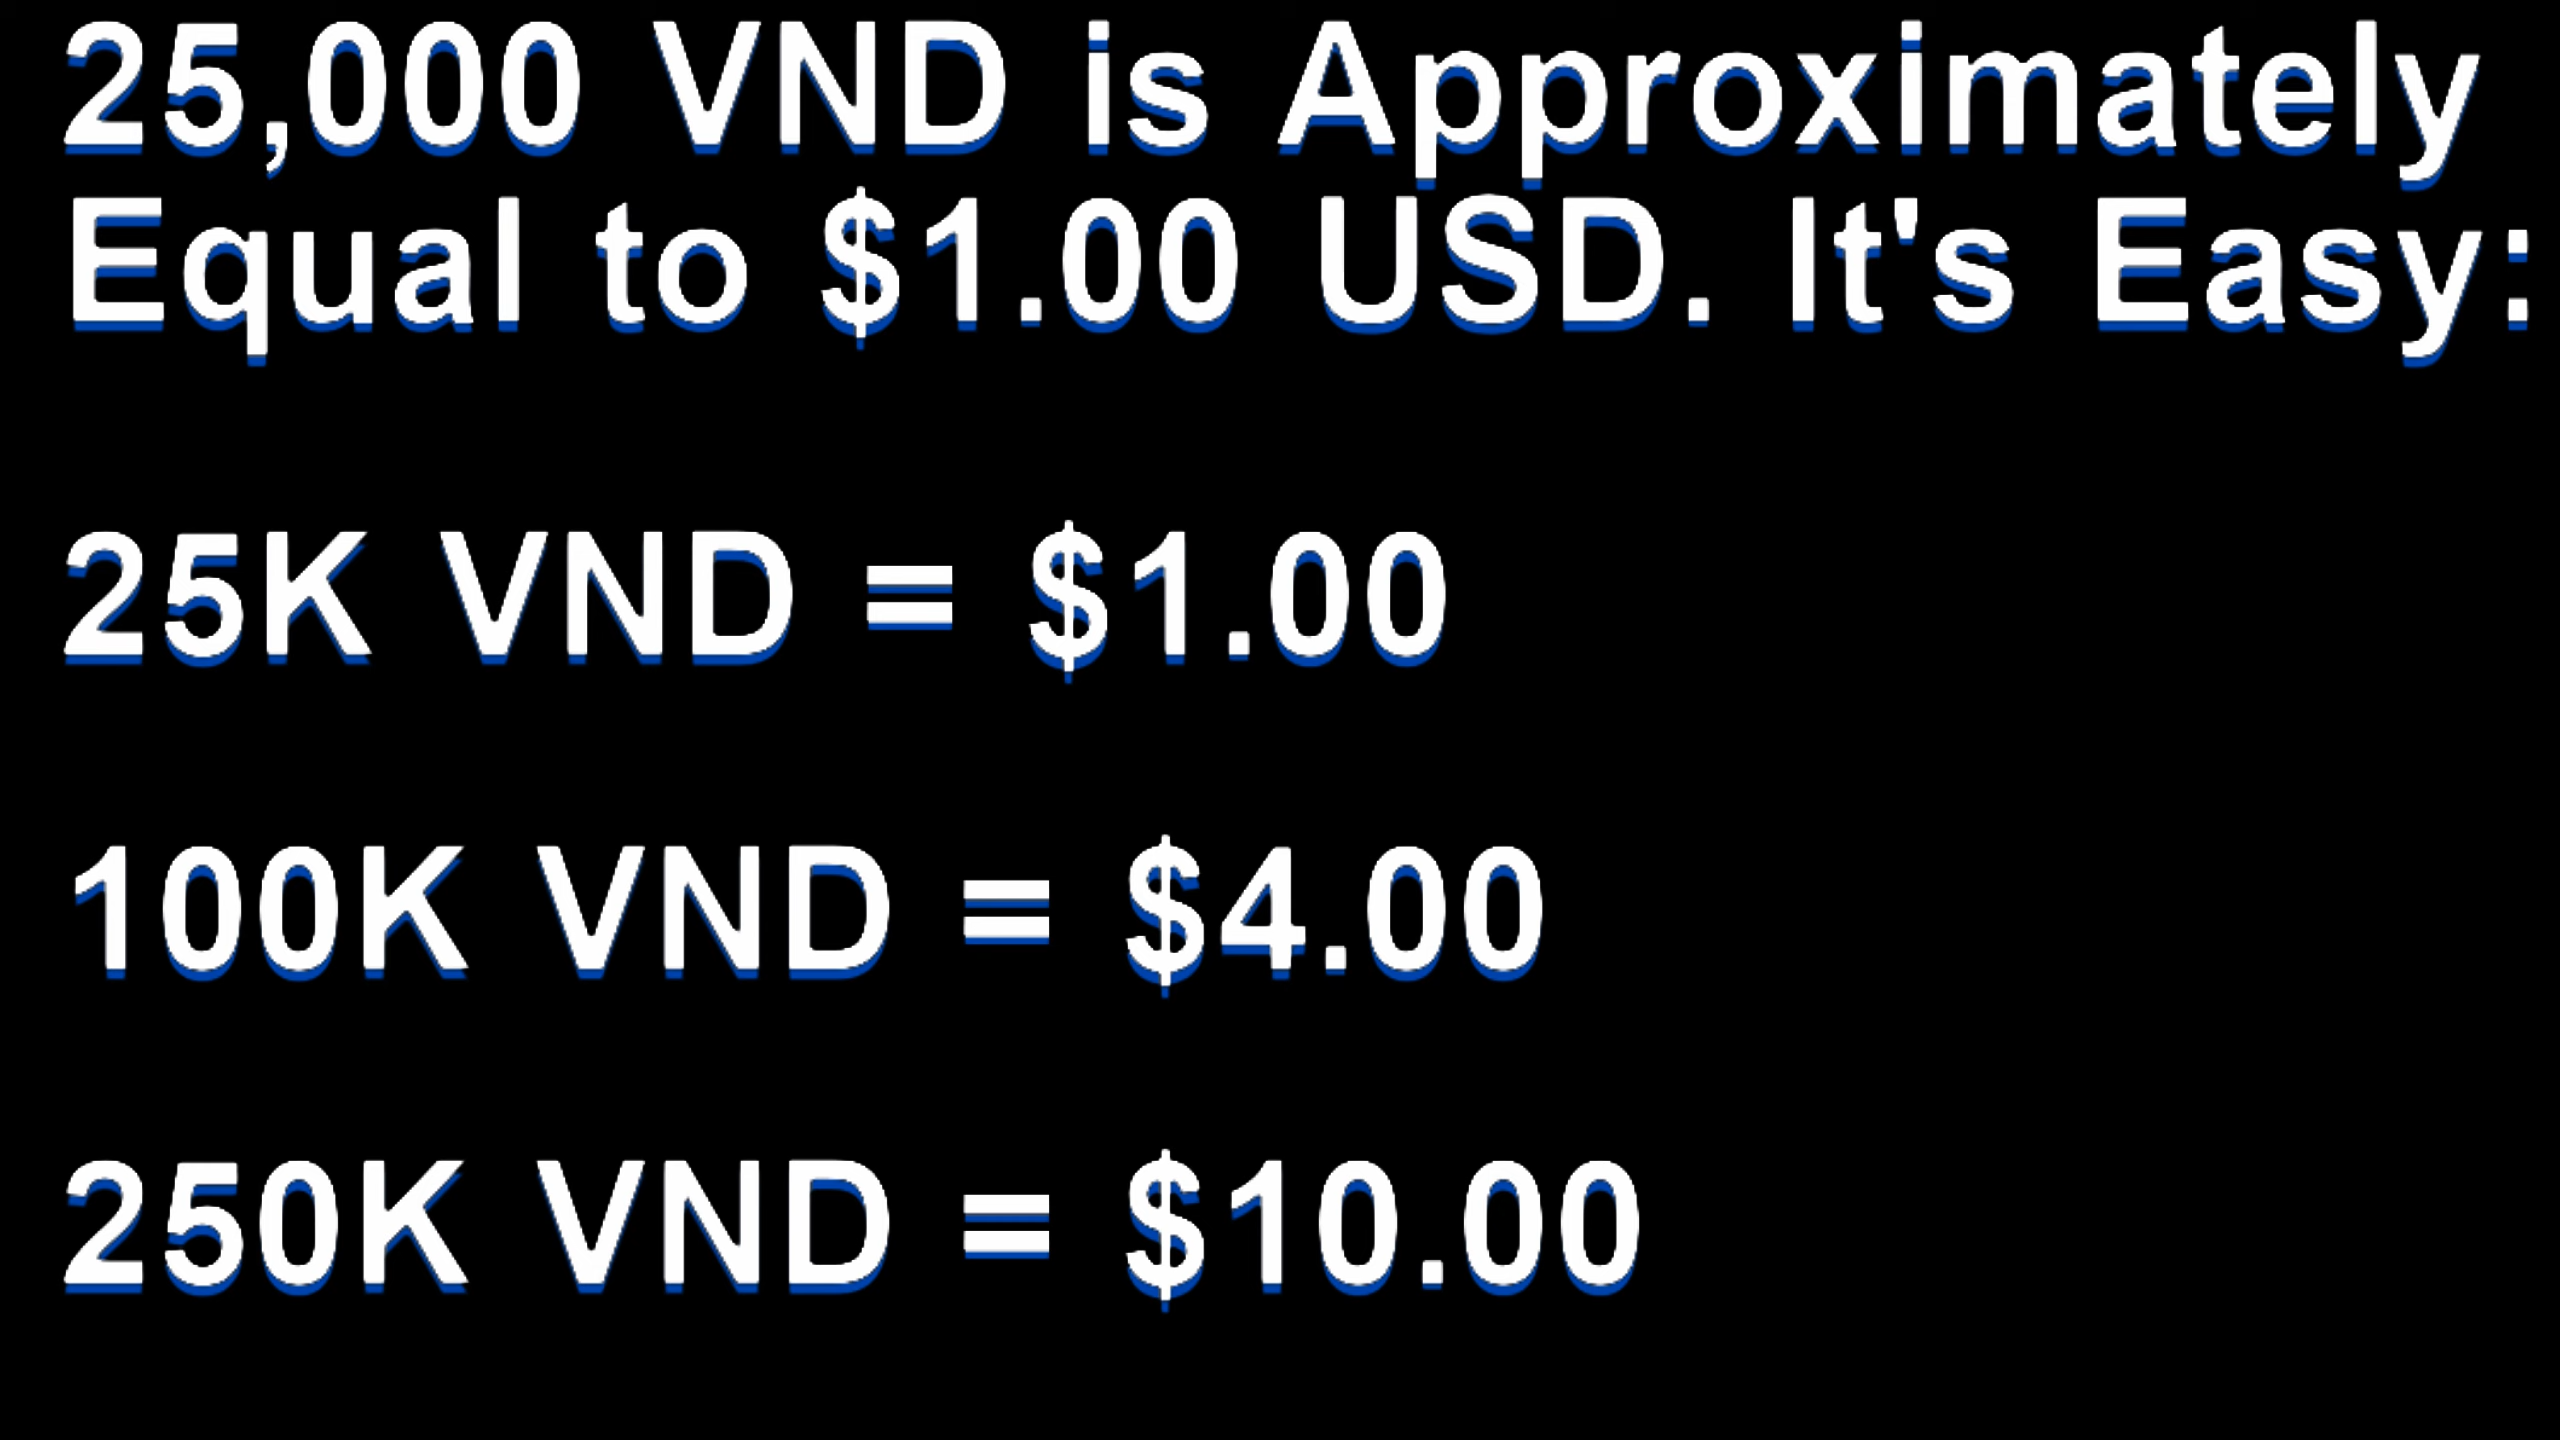 25,000 VND is Approximately
Equal to $1.00 USD. It's Easy:
25K VND = $1.00
100K VND = $4.00
250K VND = $10.00